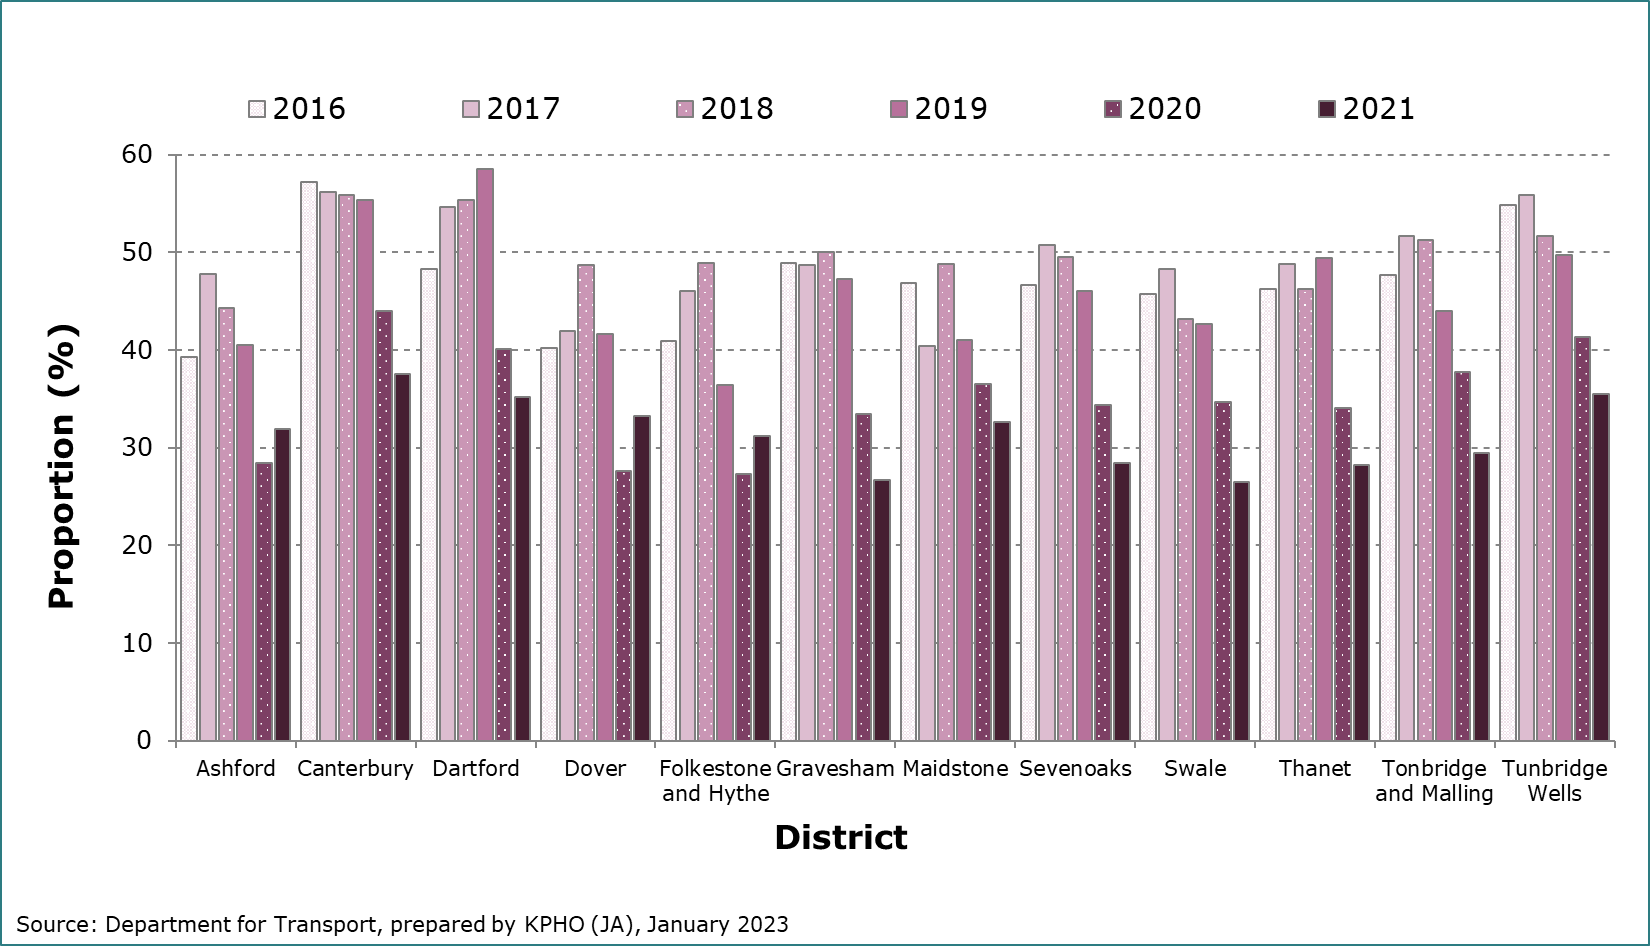 2016 2017 2018 2019 2020 2021
60
50
40
30
20
10
0
Proportion (%)
Ashford Canterbury Dartford Dover Folkestone Gravesham Maidstone Sevenoaks Swale Thanet Tonbridge Tunbridge
and Hythe and Malling Wells
District
Source: Department for Transport, prepared by KPHO (JA), January 2023